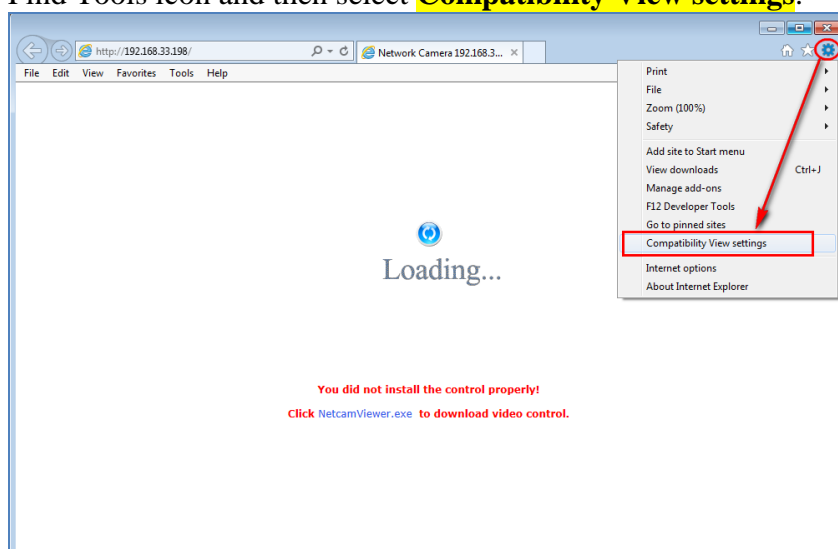 Find Tools icon and then select Compatibility View settings.
http://192.168.33.198/
Network Camera 192.168.3...
File Edit View Favorites Tools Help
Print
File
Zoom (100%)
Safety
Add site to Start menu
View downloads Ctrl+J
Manage add-ons
F12 Developer Tools
Go to pinned sites
Compatibility View settings
Internet options
About Internet Explorer
Loading...
You did not install the control properly!
Click NetcamViewer.exe to download video control.